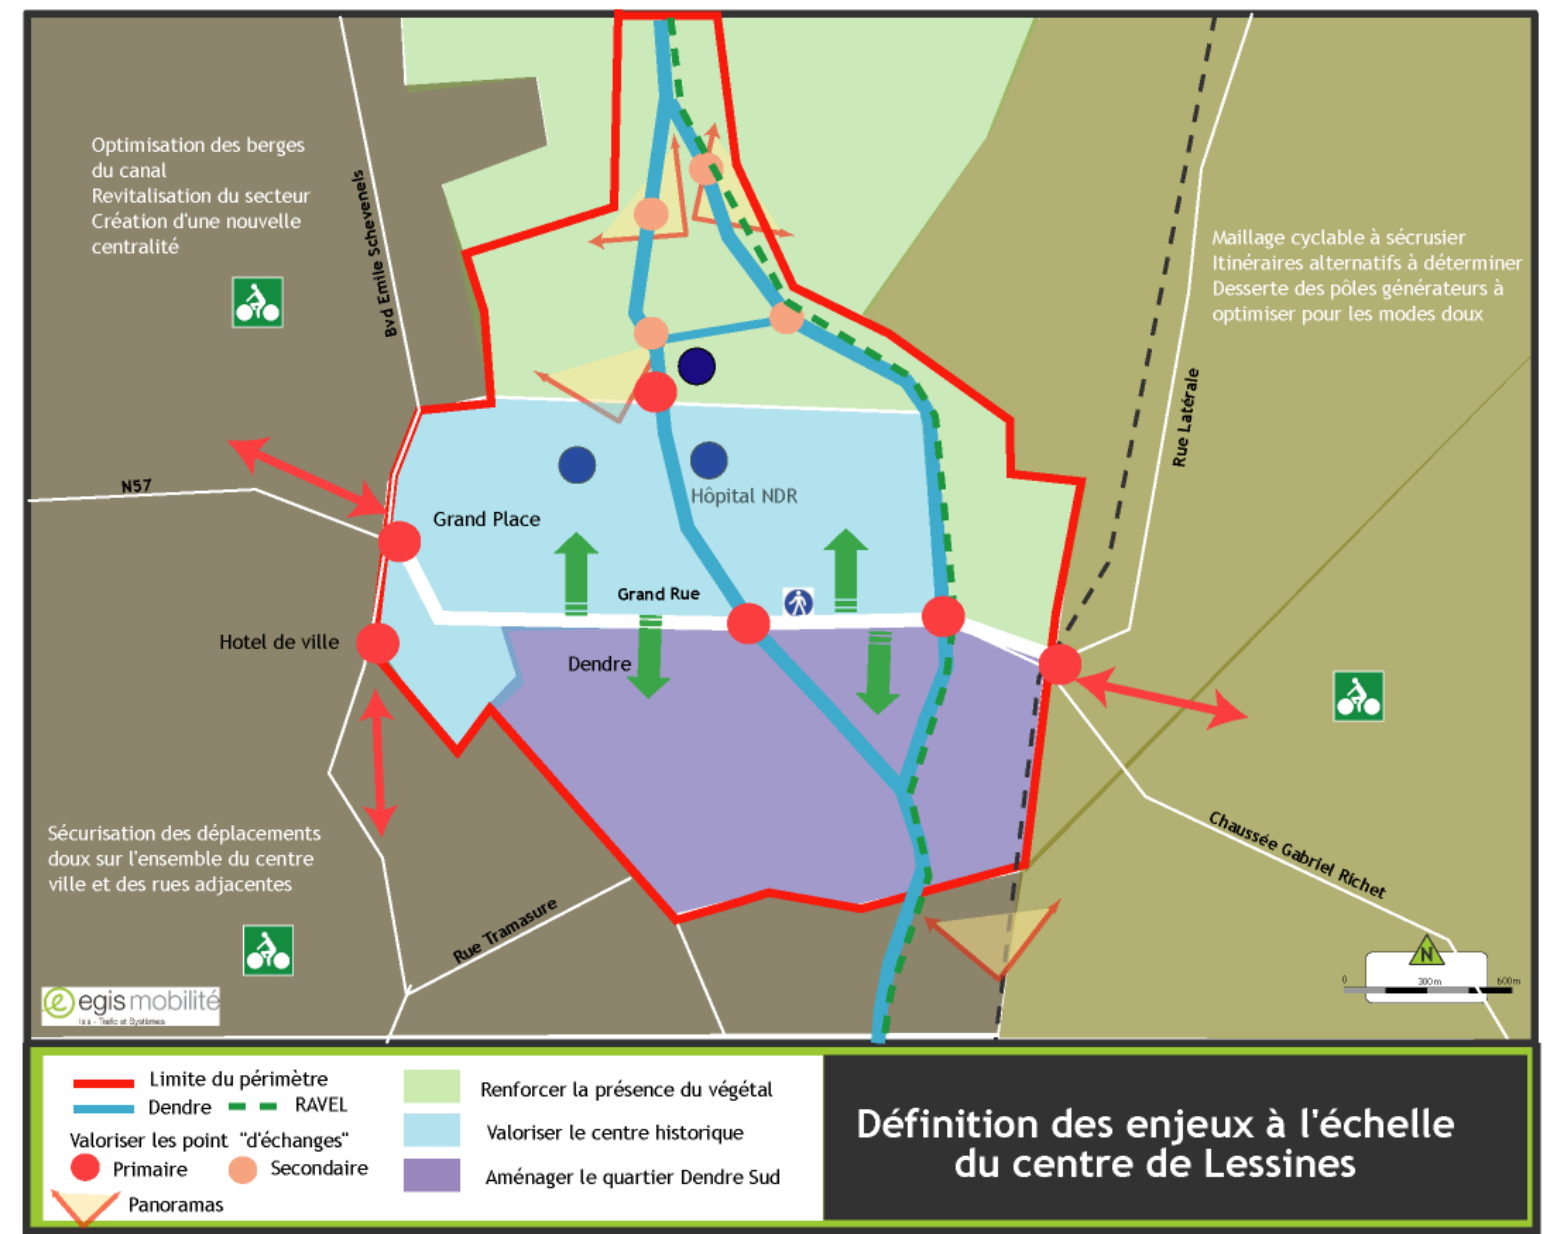 Optimisation des berges
du canal
Revitalisation du secteur
Création d'une nouvelle
centralité
Bvd Emile Schevenels
Maillage cyclable à sécrusier
Itinéraires alternatifs à déterminer
Desserte des pôles générateurs à
optimiser pour les modes doux
Rue Latérale
N57
Hôpital NDR
Grand Place
Grand Rue
Hotel de ville
Dendre
Sécurisation des déplacements
doux sur l'ensemble du centre
ville et des rues adjacentes
Rue Tramasure
Chaussée Gabriel Richet
N
0 300m 600m
egis mobilité
Isis - Trafic et Systèmes
Limite du périmètre
Dendre RAVEL
Valoriser les point "d'échanges"
Primaire Secondaire
Panoramas
Renforcer la présence du végétal
Valoriser le centre historique
Aménager le quartier Dendre Sud
Définition des enjeux à l'échelle
du centre de Lessines